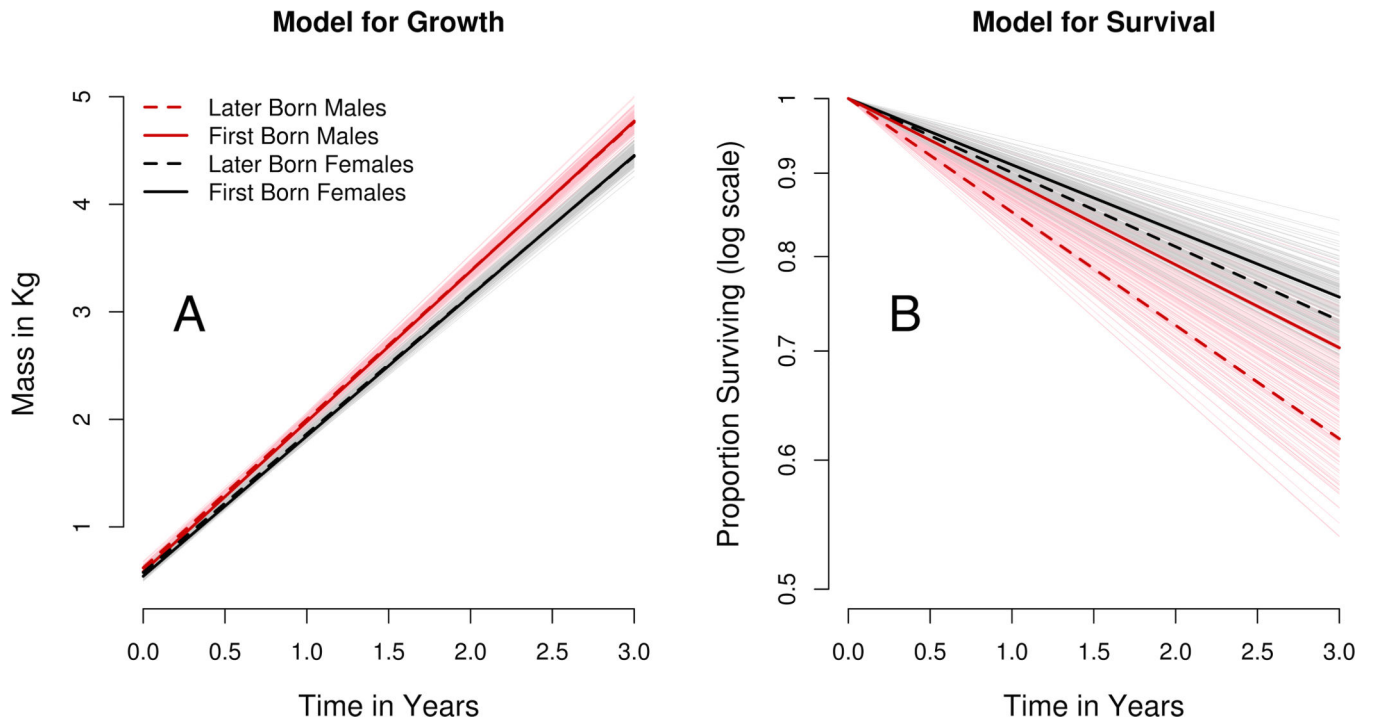 Model for Growth
Mass in Kg
5
4
3
2
1
Later Born Males
First Born Males
Later Born Females
First Born Females
A
0.0 0.5 1.0 1.5 2.0 2.5 3.0
Time in Years
Model for Survival
Proportion Surviving (log scale)
1
0.9
0.8
0.7
0.6
0.5
B
0.0 0.5 1.0 1.5 2.0 2.5 3.0
Time in Years